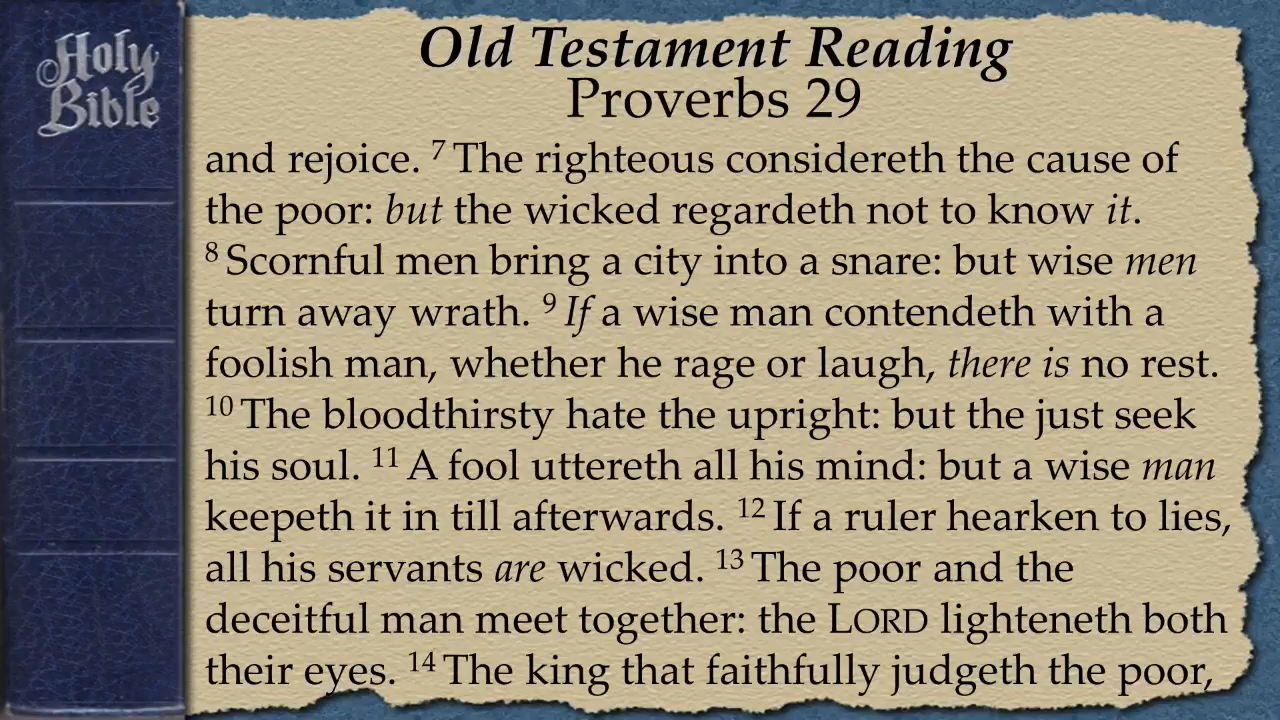 Holy
Bible
Old Testament Reading
Proverbs 29
and rejoice. 7 The righteous considereth the cause of
the poor: but the wicked regardeth not to know it.
8 Scornful men bring a city into a snare: but wise men
turn away wrath. 9 If a wise man contendeth with a
foolish man, whether he rage or laugh, there is no rest.
10 The bloodthirsty hate the upright: but the just seek
his soul. 11 A fool uttereth all his mind: but a wise man
keepeth it in till afterwards. 12 If a ruler hearken to lies,
all his servants are wicked. 13 The poor and the
deceitful man meet together: the LORD lighteneth both
their eyes. 14 The king that faithfully judgeth the poor,